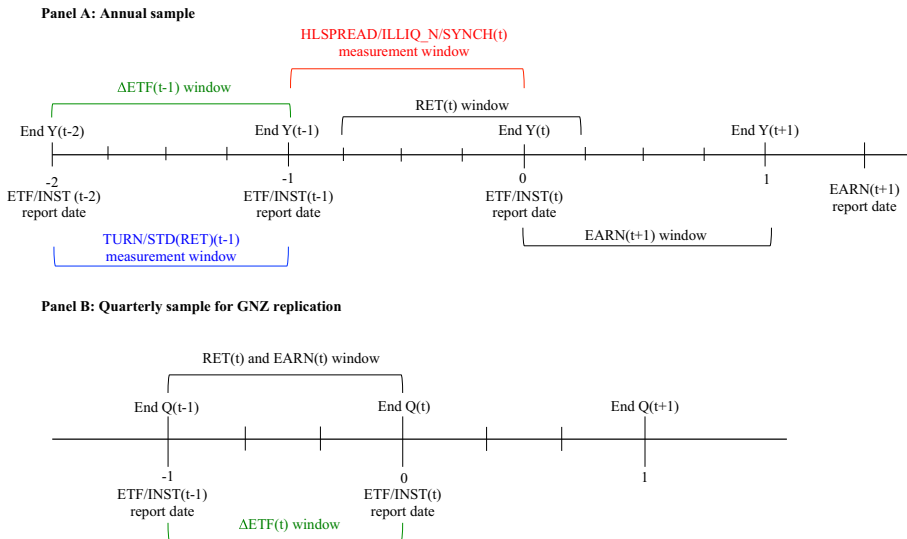 Panel A: Annual sample
HLSPREAD/ILLIQ_N/SYNCH(t)
measurement window
ΔETF(t-1) window
RET(t) window
End Y(t-2)
End Y(t-1)
End Y(t)
End Y(t+1)
-2
-1
0
1
ETF/INST (t-2)
report date
ETF/INST(t-1)
report date
ETF/INST(t)
report date
EARN(t+1)
report date
TURN/STD(RET)(t-1)
measurement window
EARN(t+1) window
Panel B: Quarterly sample for GNZ replication
RET(t) and EARN(t) window
End Q(t-1)
End Q(t)
End Q(t+1)
-1
0
1
ETF/INST(t-1)
report date
ETF/INST(t)
report date
ΔETF(t) window